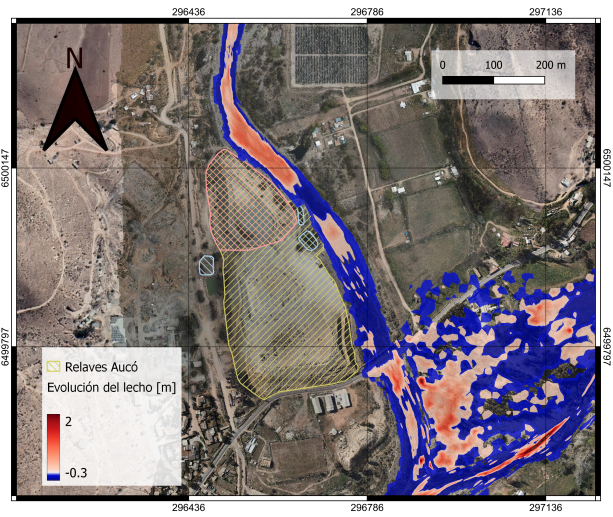 296436 296786 297136
N
0 100 200 m
6500147 6500147
6499797 6499797
Relaves Aucó
Evolución del lecho [m]
2
-0.3
296436 296786 297136